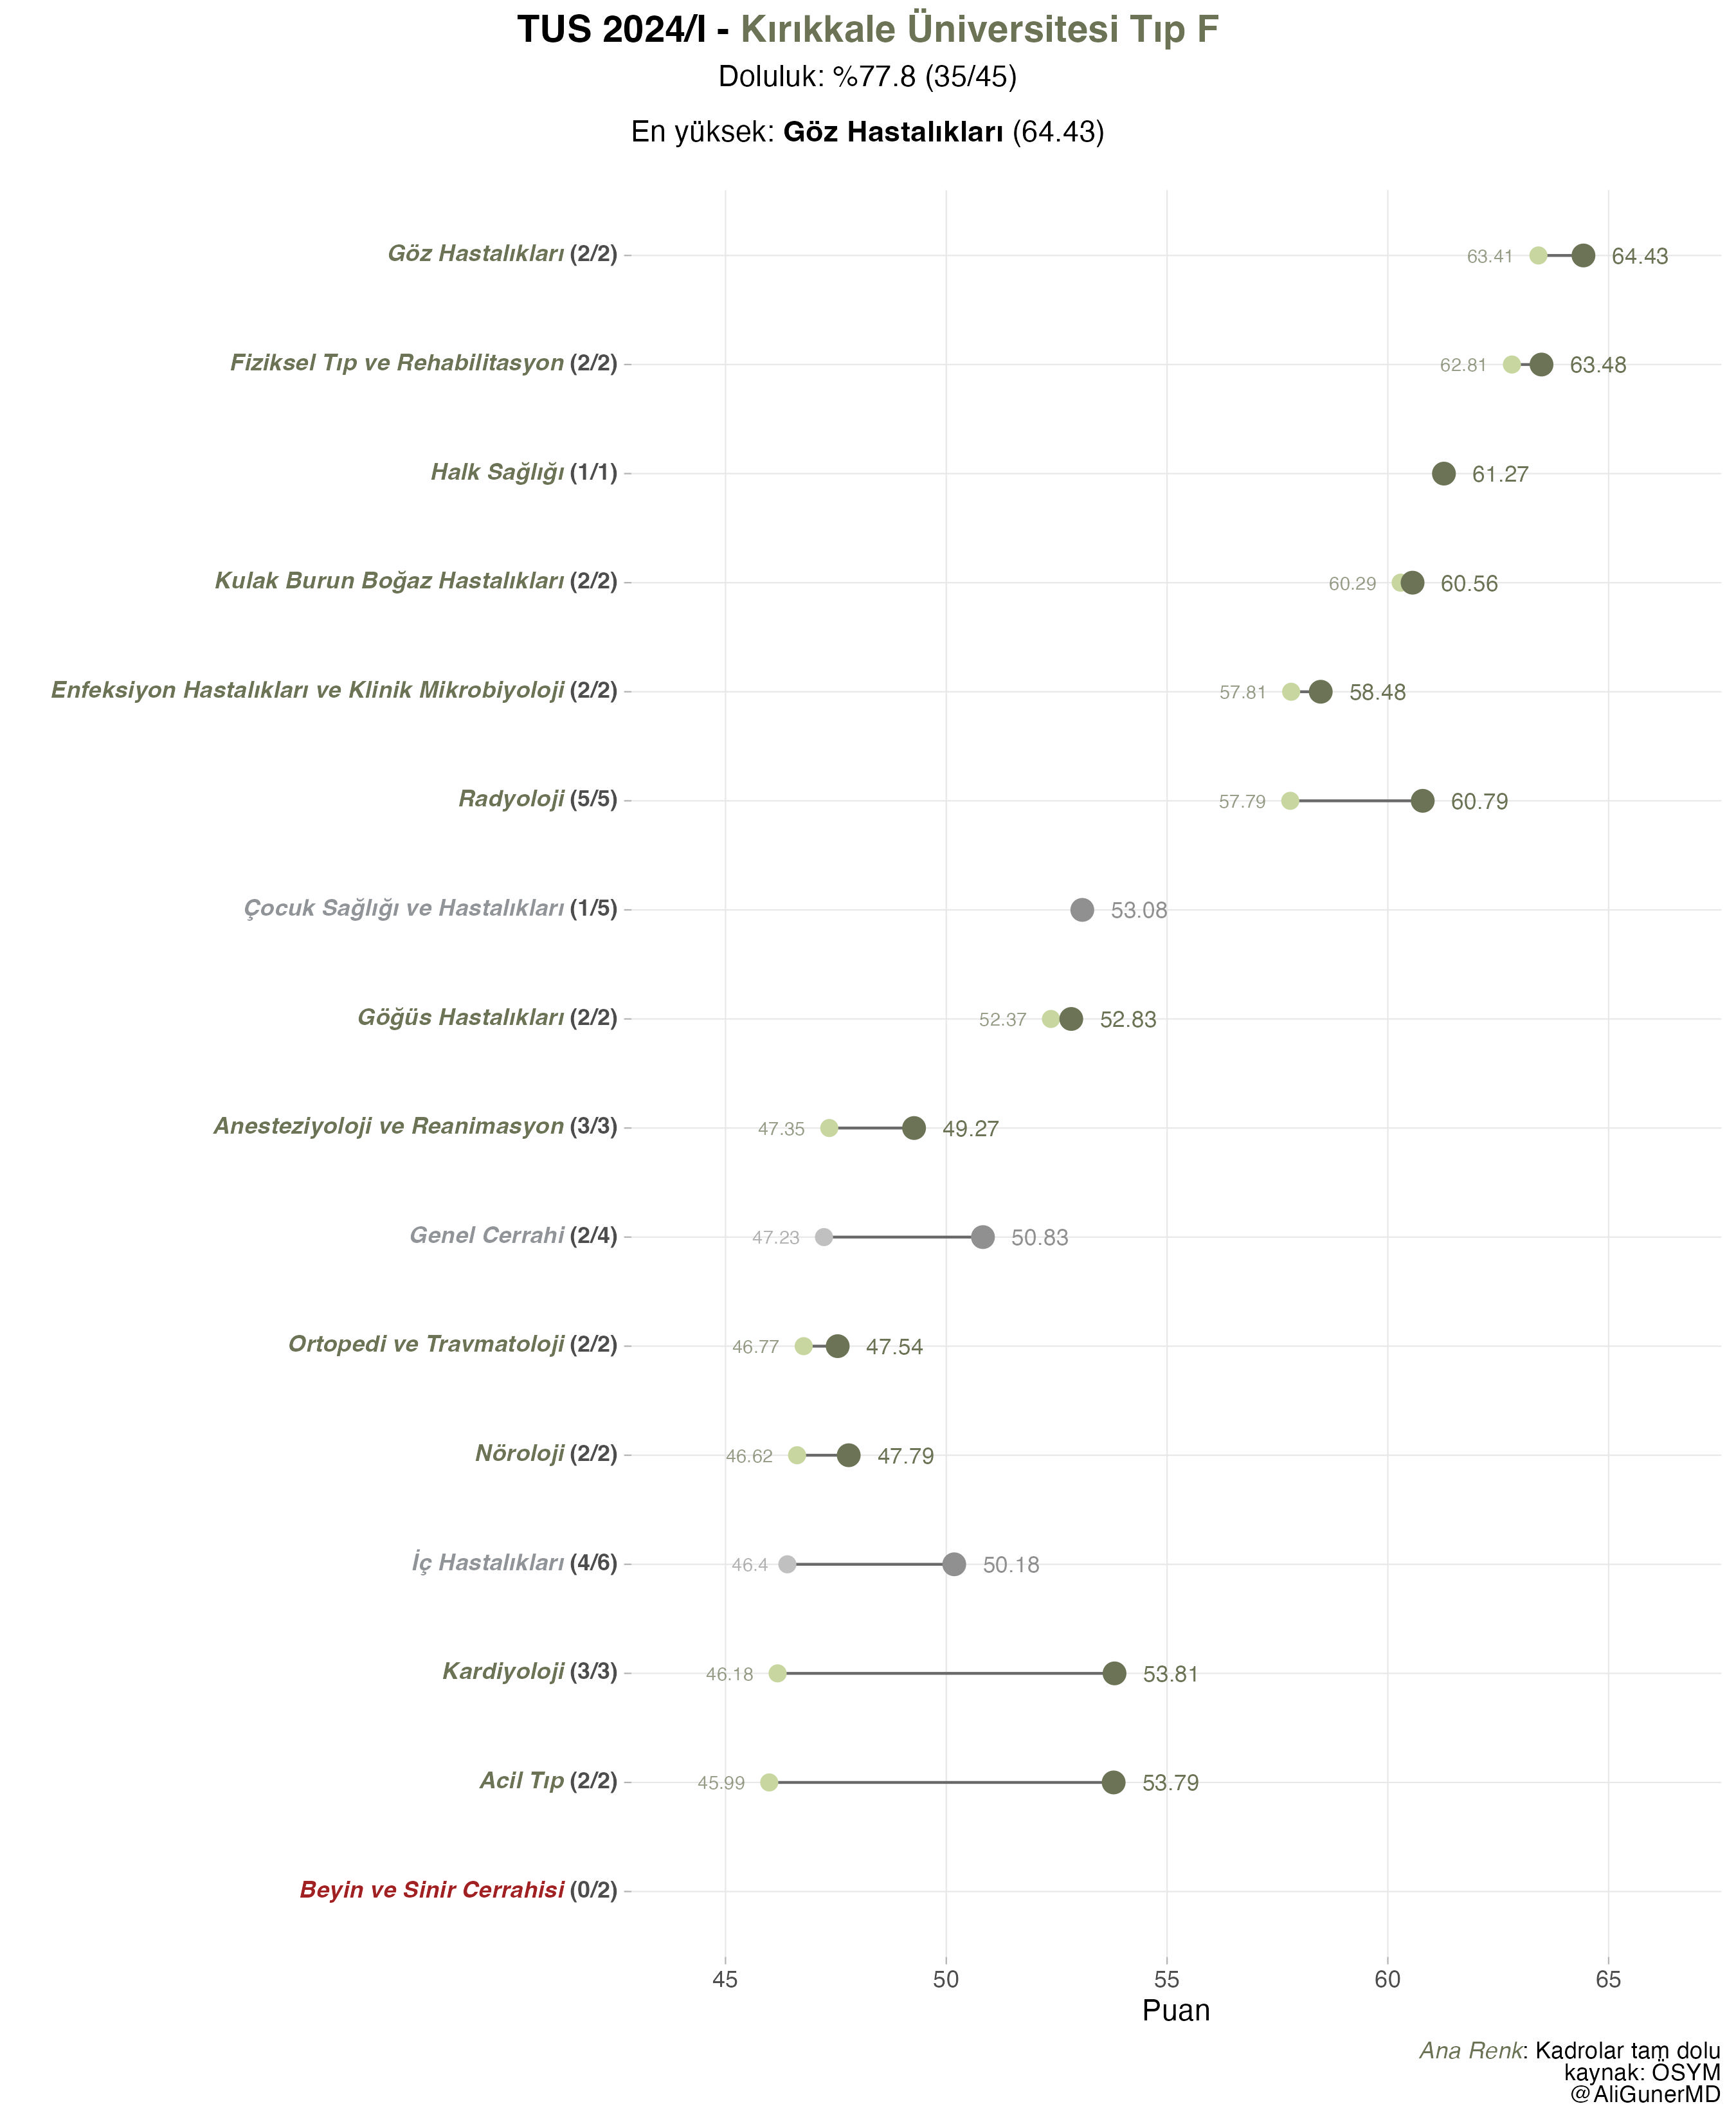 TUS 2024/I - Kırıkkale Üniversitesi Tıp F
Doluluk: %77.8 (35/45)
En yüksek: Göz Hastalıkları (64.43)
Göz Hastalıkları (2/2) 63.41 64.43
Fiziksel Tıp ve Rehabilitasyon (2/2) 62.81 63.48
Halk Sağlığı (1/1) 61.27
Kulak Burun Boğaz Hastalıkları (2/2) 60.29 60.56
Enfeksiyon Hastalıkları ve Klinik Mikrobiyoloji (2/2) 57.81 58.48
Radyoloji (5/5) 57.79 60.79
Çocuk Sağlığı ve Hastalıkları (1/5) 53.08
Göğüs Hastalıkları (2/2) 52.37 52.83
Anesteziyoloji ve Reanimasyon (3/3) 47.35 49.27
Genel Cerrahi (2/4) 47.23 50.83
Ortopedi ve Travmatoloji (2/2) 46.77 47.54
Nöroloji (2/2) 46.62 47.79
İç Hastalıkları (4/6) 46.4 50.18
Kardiyoloji (3/3) 46.18 53.81
Acil Tıp (2/2) 45.99 53.79
Beyin ve Sinir Cerrahisi (0/2)
45 50 55 60 65
Puan
Ana Renk: Kadrolar tam dolu
kaynak: ÖSYM
@AliGunerMD